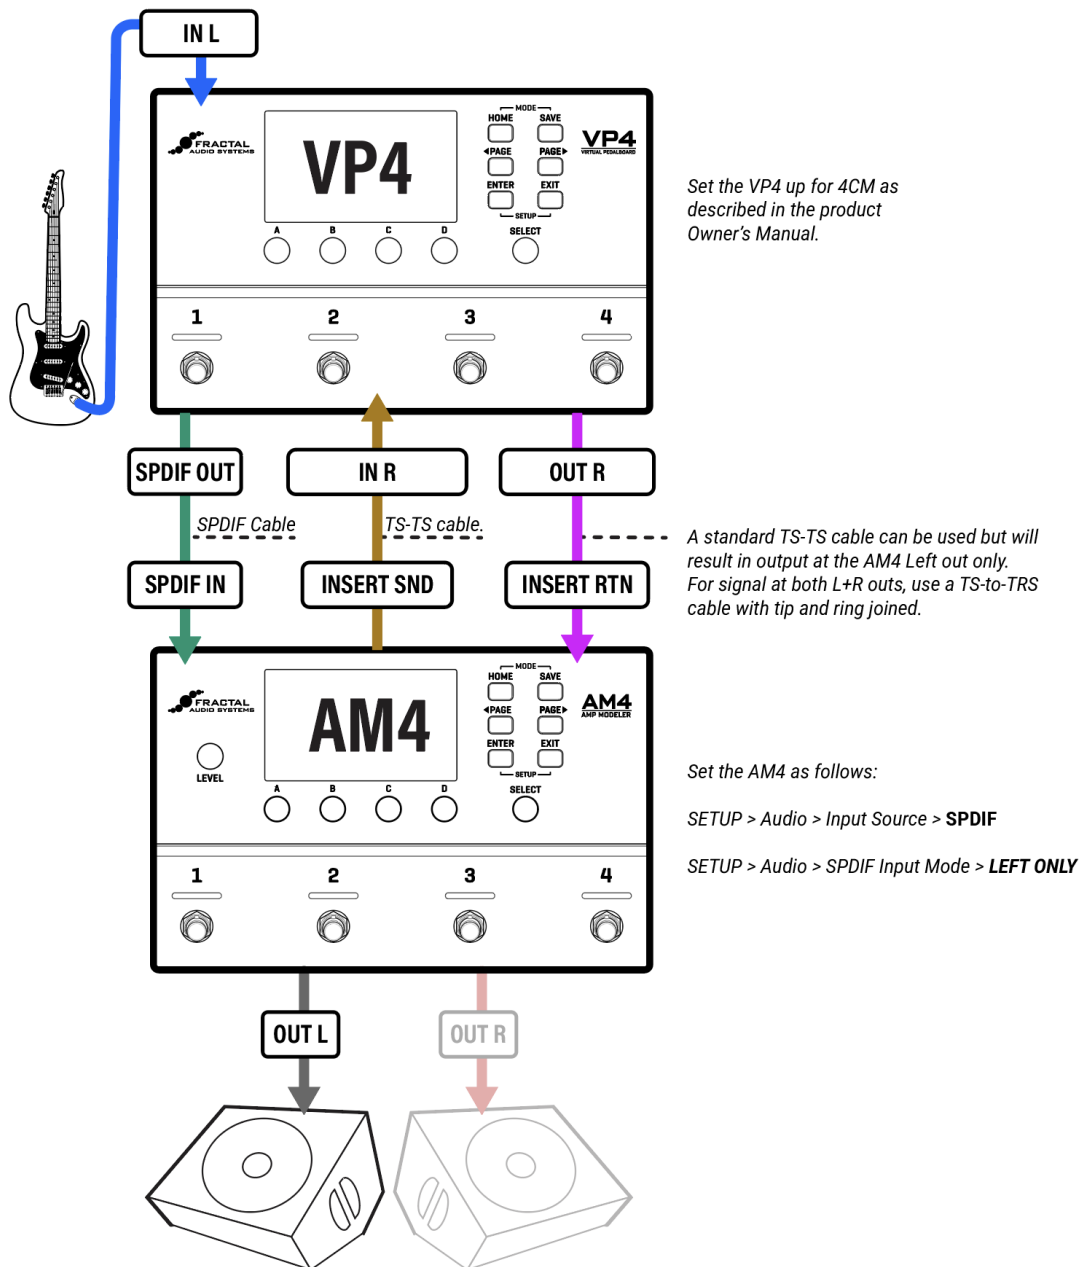 IN L
FRACTAL
AUDIO SYSTEMS
VP4
MODE
HOME
SAVE
PAGE
PAGE
ENTER
EXIT
SETUP
VP4
VIRTUAL PEDALBOARD
A
B
C
D
SELECT
1
2
3
4
Set the VP4 up for 4CM as
described in the product
Owner's Manual.
SPDIF OUT
IN R
OUT R
SPDIF Cable
TS-TS cable.
SPDIF IN
INSERT SND
INSERT RTN
A standard TS-TS cable can be used but will
result in output at the AM4 Left out only.
For signal at both L+R outs, use a TS-to-TRS
cable with tip and ring joined.
FRACTAL
AUDIO SYSTEMS
LEVEL
AM4
MODE
HOME
SAVE
PAGE
PAGE
ENTER
EXIT
SETUP
AM4
AMP MODELER
A
B
C
D
SELECT
1
2
3
4
Set the AM4 as follows:
SETUP > Audio > Input Source > SPDIF
SETUP > Audio > SPDIF Input Mode > LEFT ONLY
OUT L
OUT R